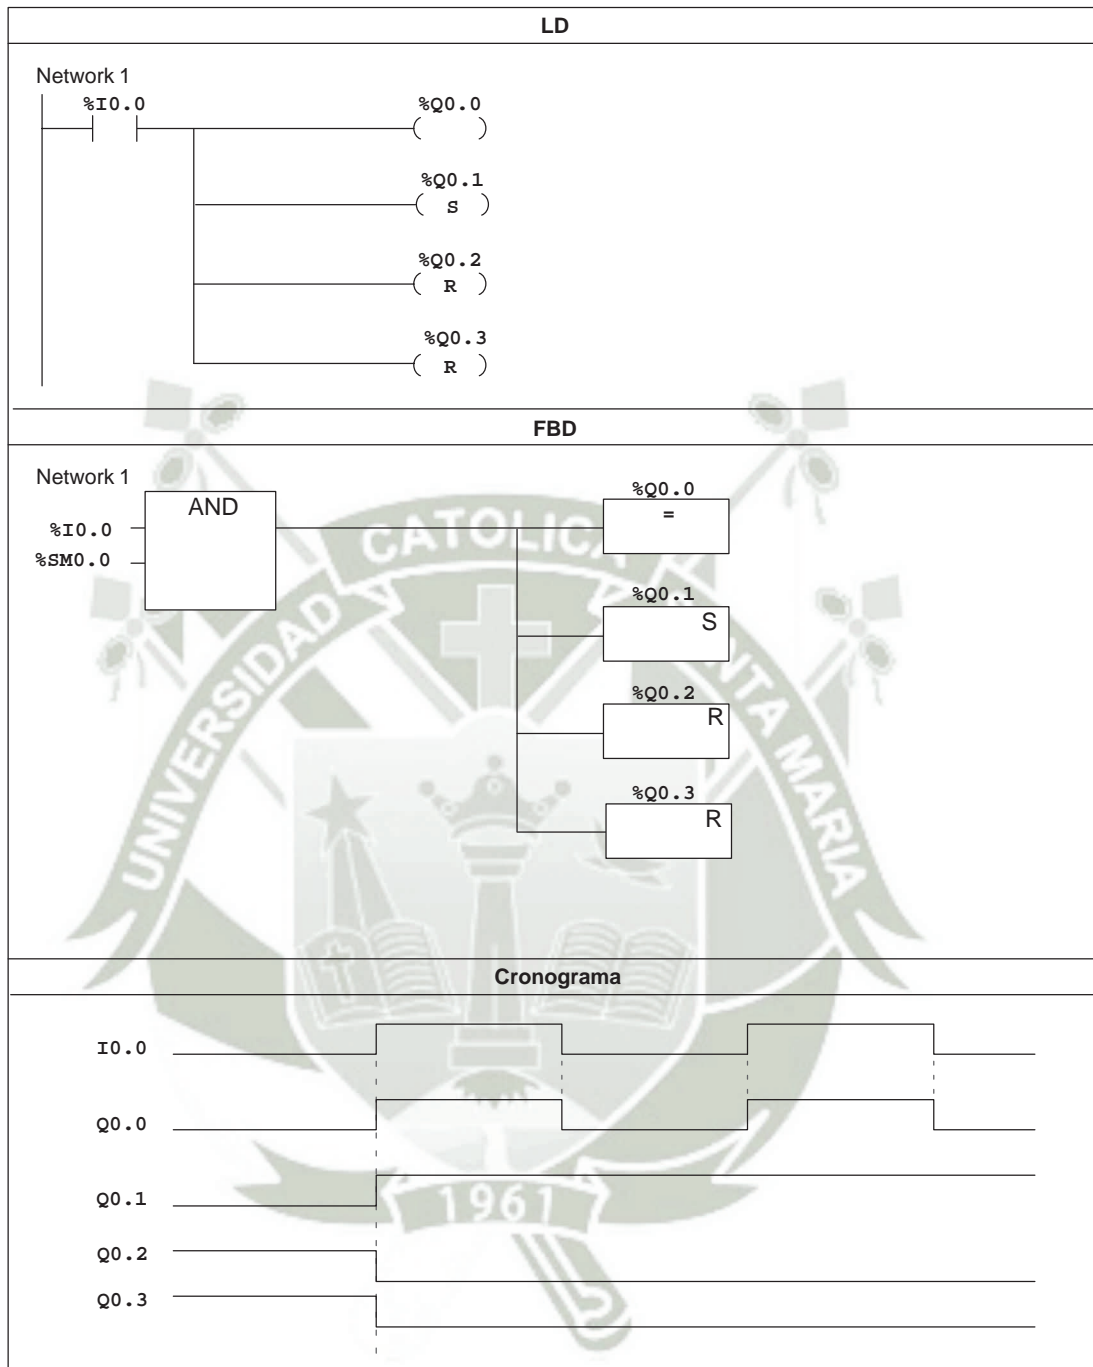 LD
Network 1
%I0.0
%Q0.0
( )
%Q0.1
( S )
%Q0.2
( R )
%Q0.3
( R )
FBD
Network 1
AND
%I0.0
%SM0.0
%Q0.0
=
%Q0.1
S
%Q0.2
R
%Q0.3
R
UNIVERSIDAD CATOLICA SANTA MARIA
1961
Cronograma
I0.0
Q0.0
Q0.1
Q0.2
Q0.3